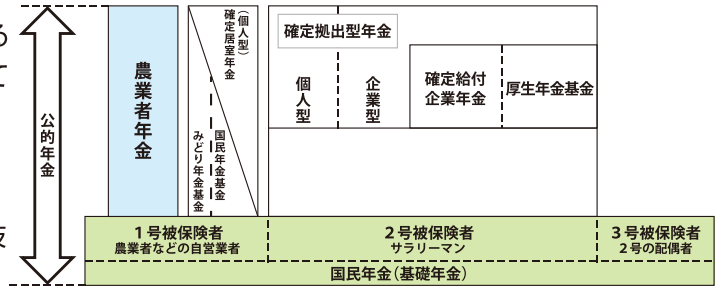 る
て
坂
公的年金
農業者年金
(個人型)
確定居室年金
みどり年金基金
国民年金基金
確定拠出型年金
個人型
企業型
確定給付
企業年金
厚生年金基金
1号被保険者
農業者などの自営業者
2号被保険者
サラリーマン
3号被保険者
2号の配偶者
国民年金(基礎年金)